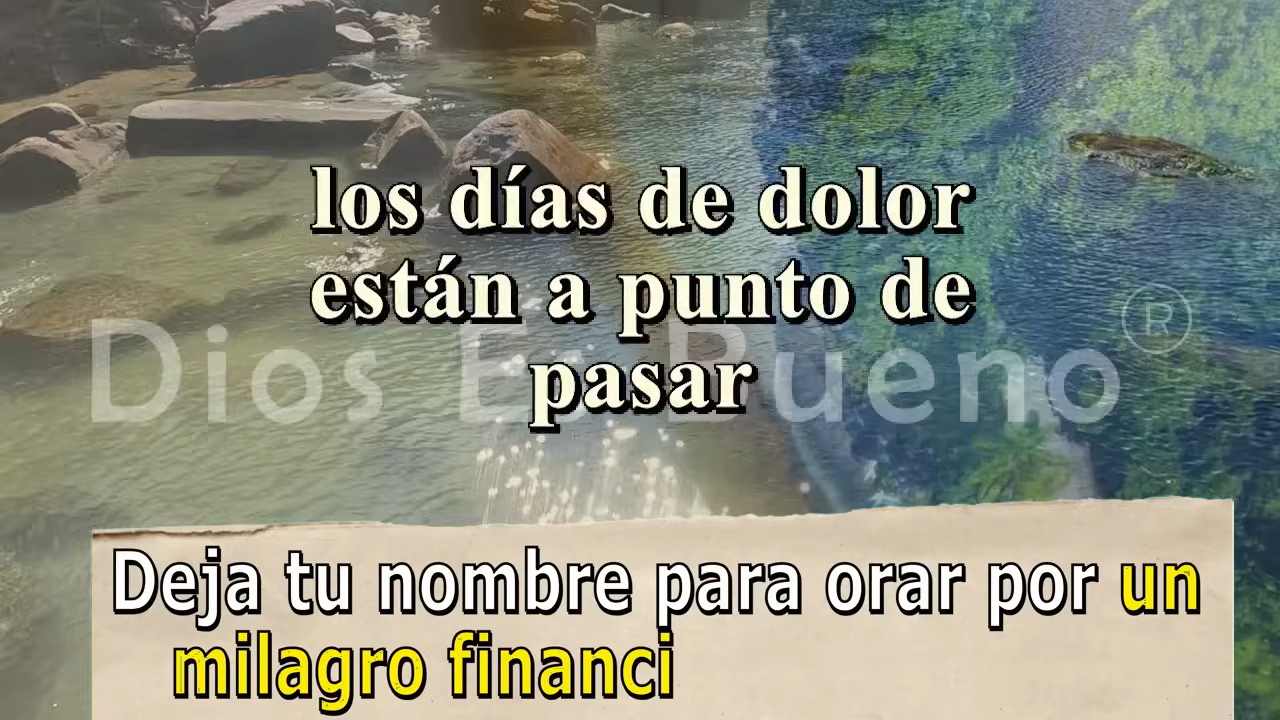 los días de dolor
están a punto de
pasar
Dios Es Bueno ®
Deja tu nombre para orar por un
milagro financi